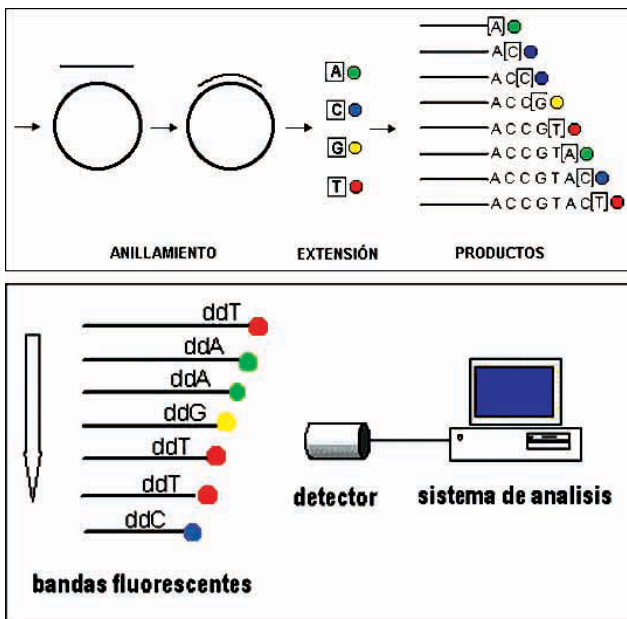 A
C
G
T
A
A C
A C C
A C C G
A C C G T
A C C G T A
A C C G T A C
A C C G T A C T
ANILLAMIENTO
EXTENSIÓN
PRODUCTOS
ddT
ddA
ddA
ddG
ddT
ddT
ddC
bandas fluorescentes
detector
sistema de analisis